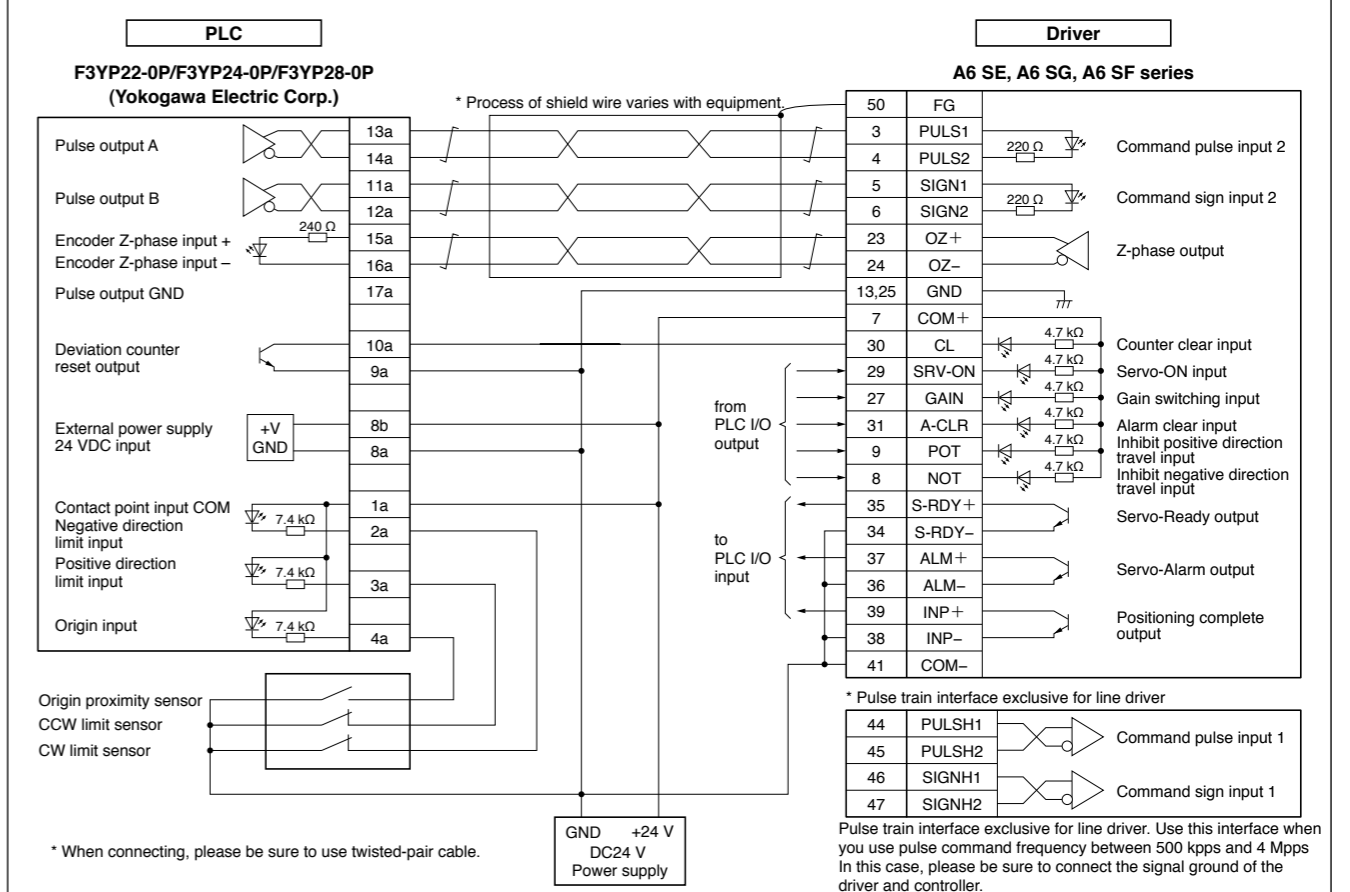 PLC
Driver
F3YP22-0P/F3YP24-0P/F3YP28-0P
(Yokogawa Electric Corp.)
A6 SE, A6 SG, A6 SF series
* Process of shield wire varies with equipment.
Pulse output A
13a
14a
Pulse output B
11a
12a
240 Ω
Encoder Z-phase input +
15a
Encoder Z-phase input –
16a
Pulse output GND
17a
Deviation counter
reset output
10a
9a
External power supply
24 VDC input
+V
GND
8b
8a
Contact point input COM
1a
Negative direction
limit input
7.4 kΩ
2a
Positive direction
limit input
7.4 kΩ
3a
Origin input
7.4 kΩ
4a
Origin proximity sensor
CCW limit sensor
CW limit sensor
* When connecting, please be sure to use twisted-pair cable.
GND +24 V
DC24 V
Power supply
from
PLC I/O
output
to
PLC I/O
input
50 FG
3 PULS1
4 PULS2
220 Ω
Command pulse input 2
5 SIGN1
6 SIGN2
220 Ω
Command sign input 2
23 OZ+
24 OZ–
Z-phase output
13,25 GND
7 COM+
30 CL
4.7 kΩ
Counter clear input
29 SRV-ON
4.7 kΩ
Servo-ON input
27 GAIN
4.7 kΩ
Gain switching input
31 A-CLR
4.7 kΩ
Alarm clear input
9 POT
4.7 kΩ
Inhibit positive direction
travel input
8 NOT
4.7 kΩ
Inhibit negative direction
travel input
35 S-RDY+
34 S-RDY–
Servo-Ready output
37 ALM+
36 ALM–
Servo-Alarm output
39 INP+
38 INP–
Positioning complete
output
41 COM–
* Pulse train interface exclusive for line driver
44 PULSH1
45 PULSH2
Command pulse input 1
46 SIGNH1
47 SIGNH2
Command sign input 1
Pulse train interface exclusive for line driver. Use this interface when
you use pulse command frequency between 500 kpps and 4 Mpps
In this case, please be sure to connect the signal ground of the
driver and controller.